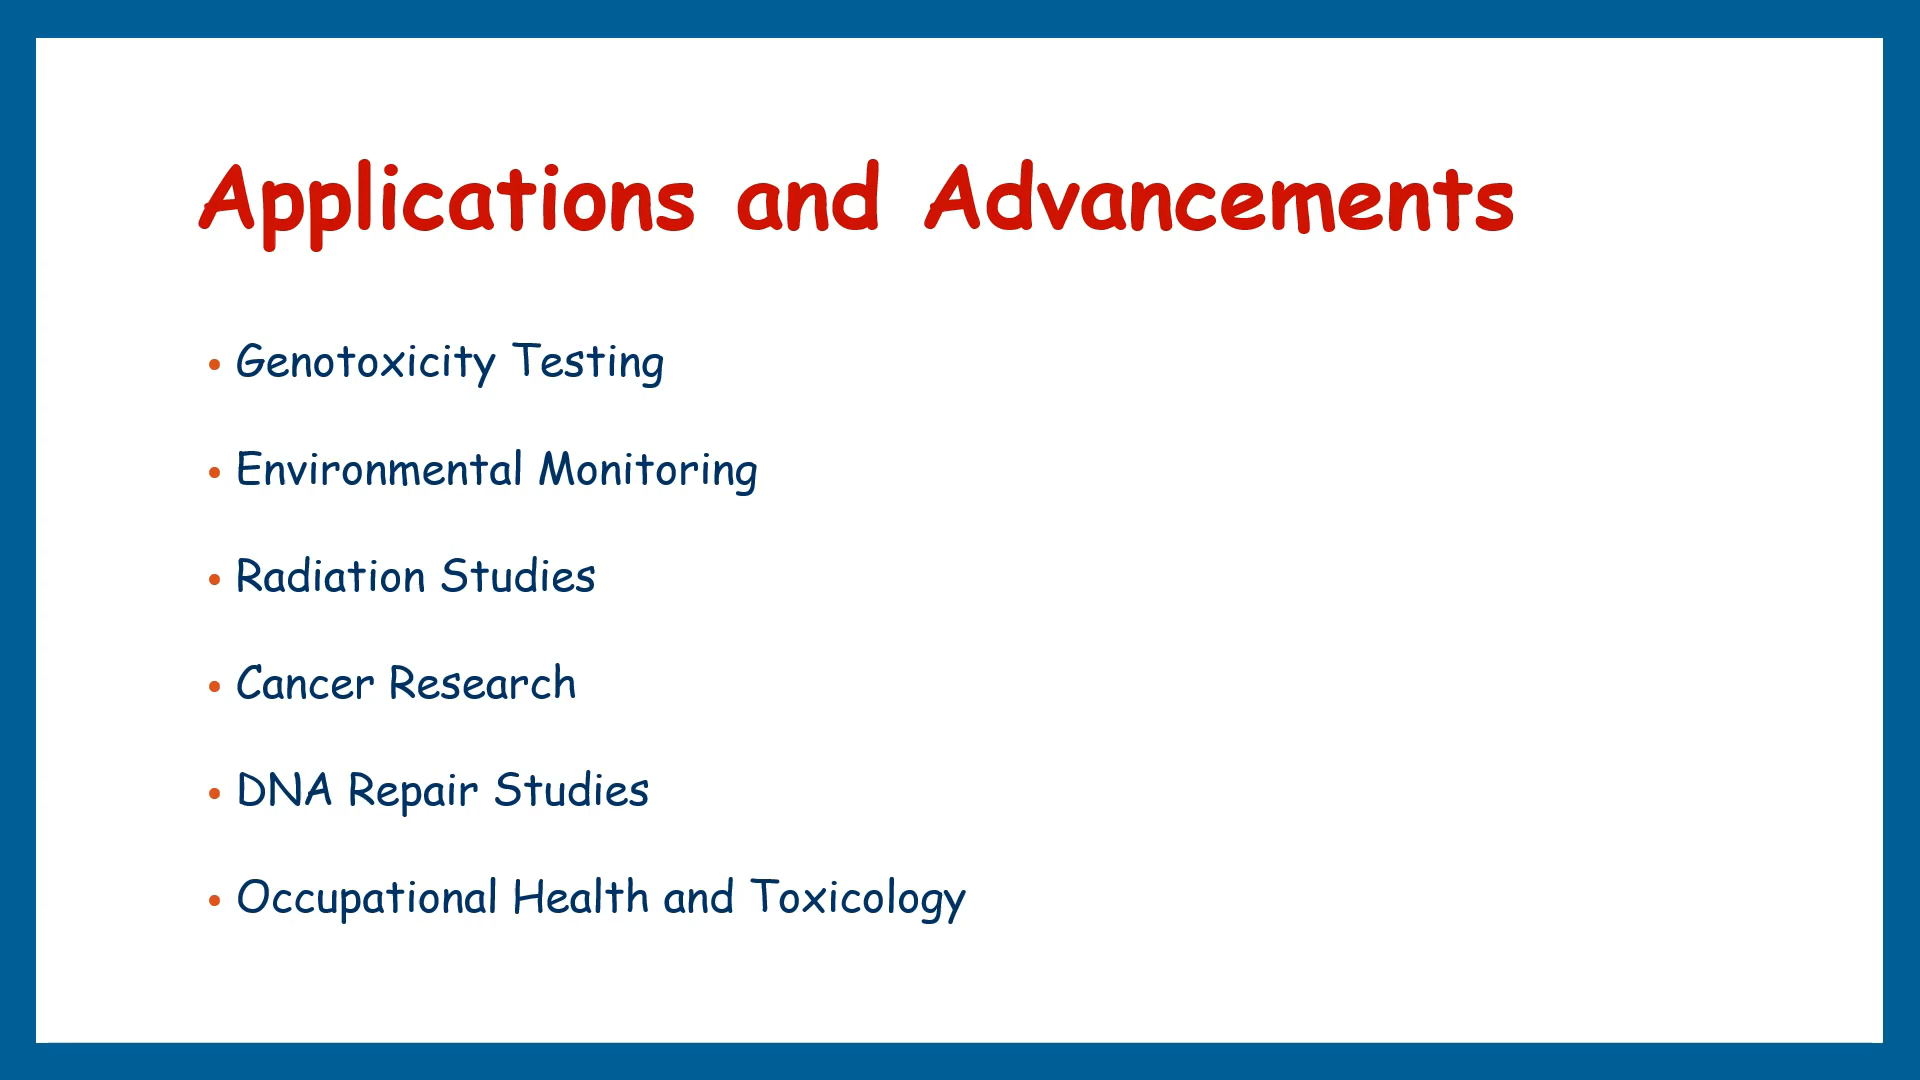 Applications and Advancements
• Genotoxicity Testing
• Environmental Monitoring
• Radiation Studies
• Cancer Research
• DNA Repair Studies
• Occupational Health and Toxicology